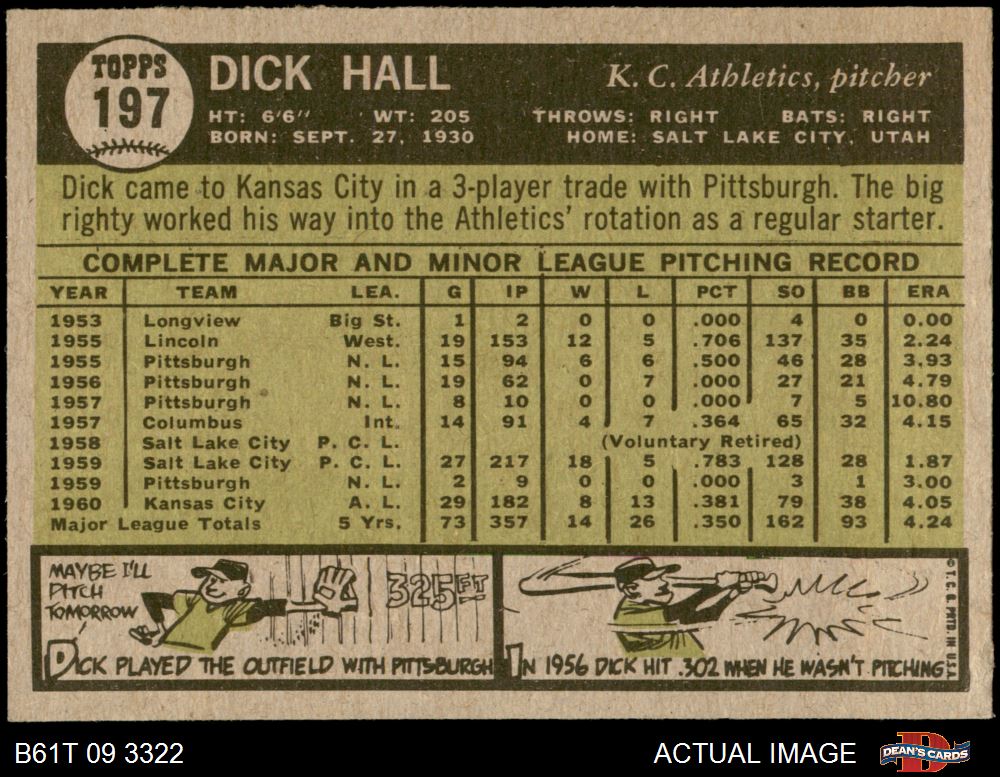 TOPPS
197
DICK HALL
K. C. Athletics, pitcher
HT: 6'6" WT: 205 THROWS: RIGHT BATS: RIGHT
BORN: SEPT. 27, 1930 HOME: SALT LAKE CITY, UTAH
Dick came to Kansas City in a 3-player trade with Pittsburgh. The big
righty worked his way into the Athletics' rotation as a regular starter.
COMPLETE MAJOR AND MINOR LEAGUE PITCHING RECORD
YEAR TEAM LEA. G IP W L PCT SO BB ERA
1953 Longview Big St. 1 2 0 0 .000 4 0 0.00
1955 Lincoln West. 19 153 12 5 .706 137 35 2.24
1955 Pittsburgh N. L. 15 94 6 6 .500 46 28 3.93
1956 Pittsburgh N. L. 19 62 0 7 .000 27 21 4.79
1957 Pittsburgh N. L. 8 10 0 0 .000 7 5 10.80
1957 Columbus Int. 14 91 4 7 .364 65 32 4.15
1958 Salt Lake City P. C. L. (Voluntary Retired)
1959 Salt Lake City P. C. L. 27 217 18 5 .783 128 28 1.87
1959 Pittsburgh N. L. 2 9 0 0 .000 3 1 3.00
1960 Kansas City A. L. 29 182 8 13 .381 79 38 4.05
Major League Totals 5 Yrs. 73 357 14 26 .350 162 93 4.24
MAYBE I'LL
PITCH
TOMORROW
325 FT
DICK PLAYED THE OUTFIELD WITH PITTSBURGH
IN 1956 DICK HIT .302 WHEN HE WASN'T PITCHING
© T. C. G. PRTD. IN U.S.A.
B61T 09 3322
ACTUAL IMAGE
D
DEAN'S CARDS